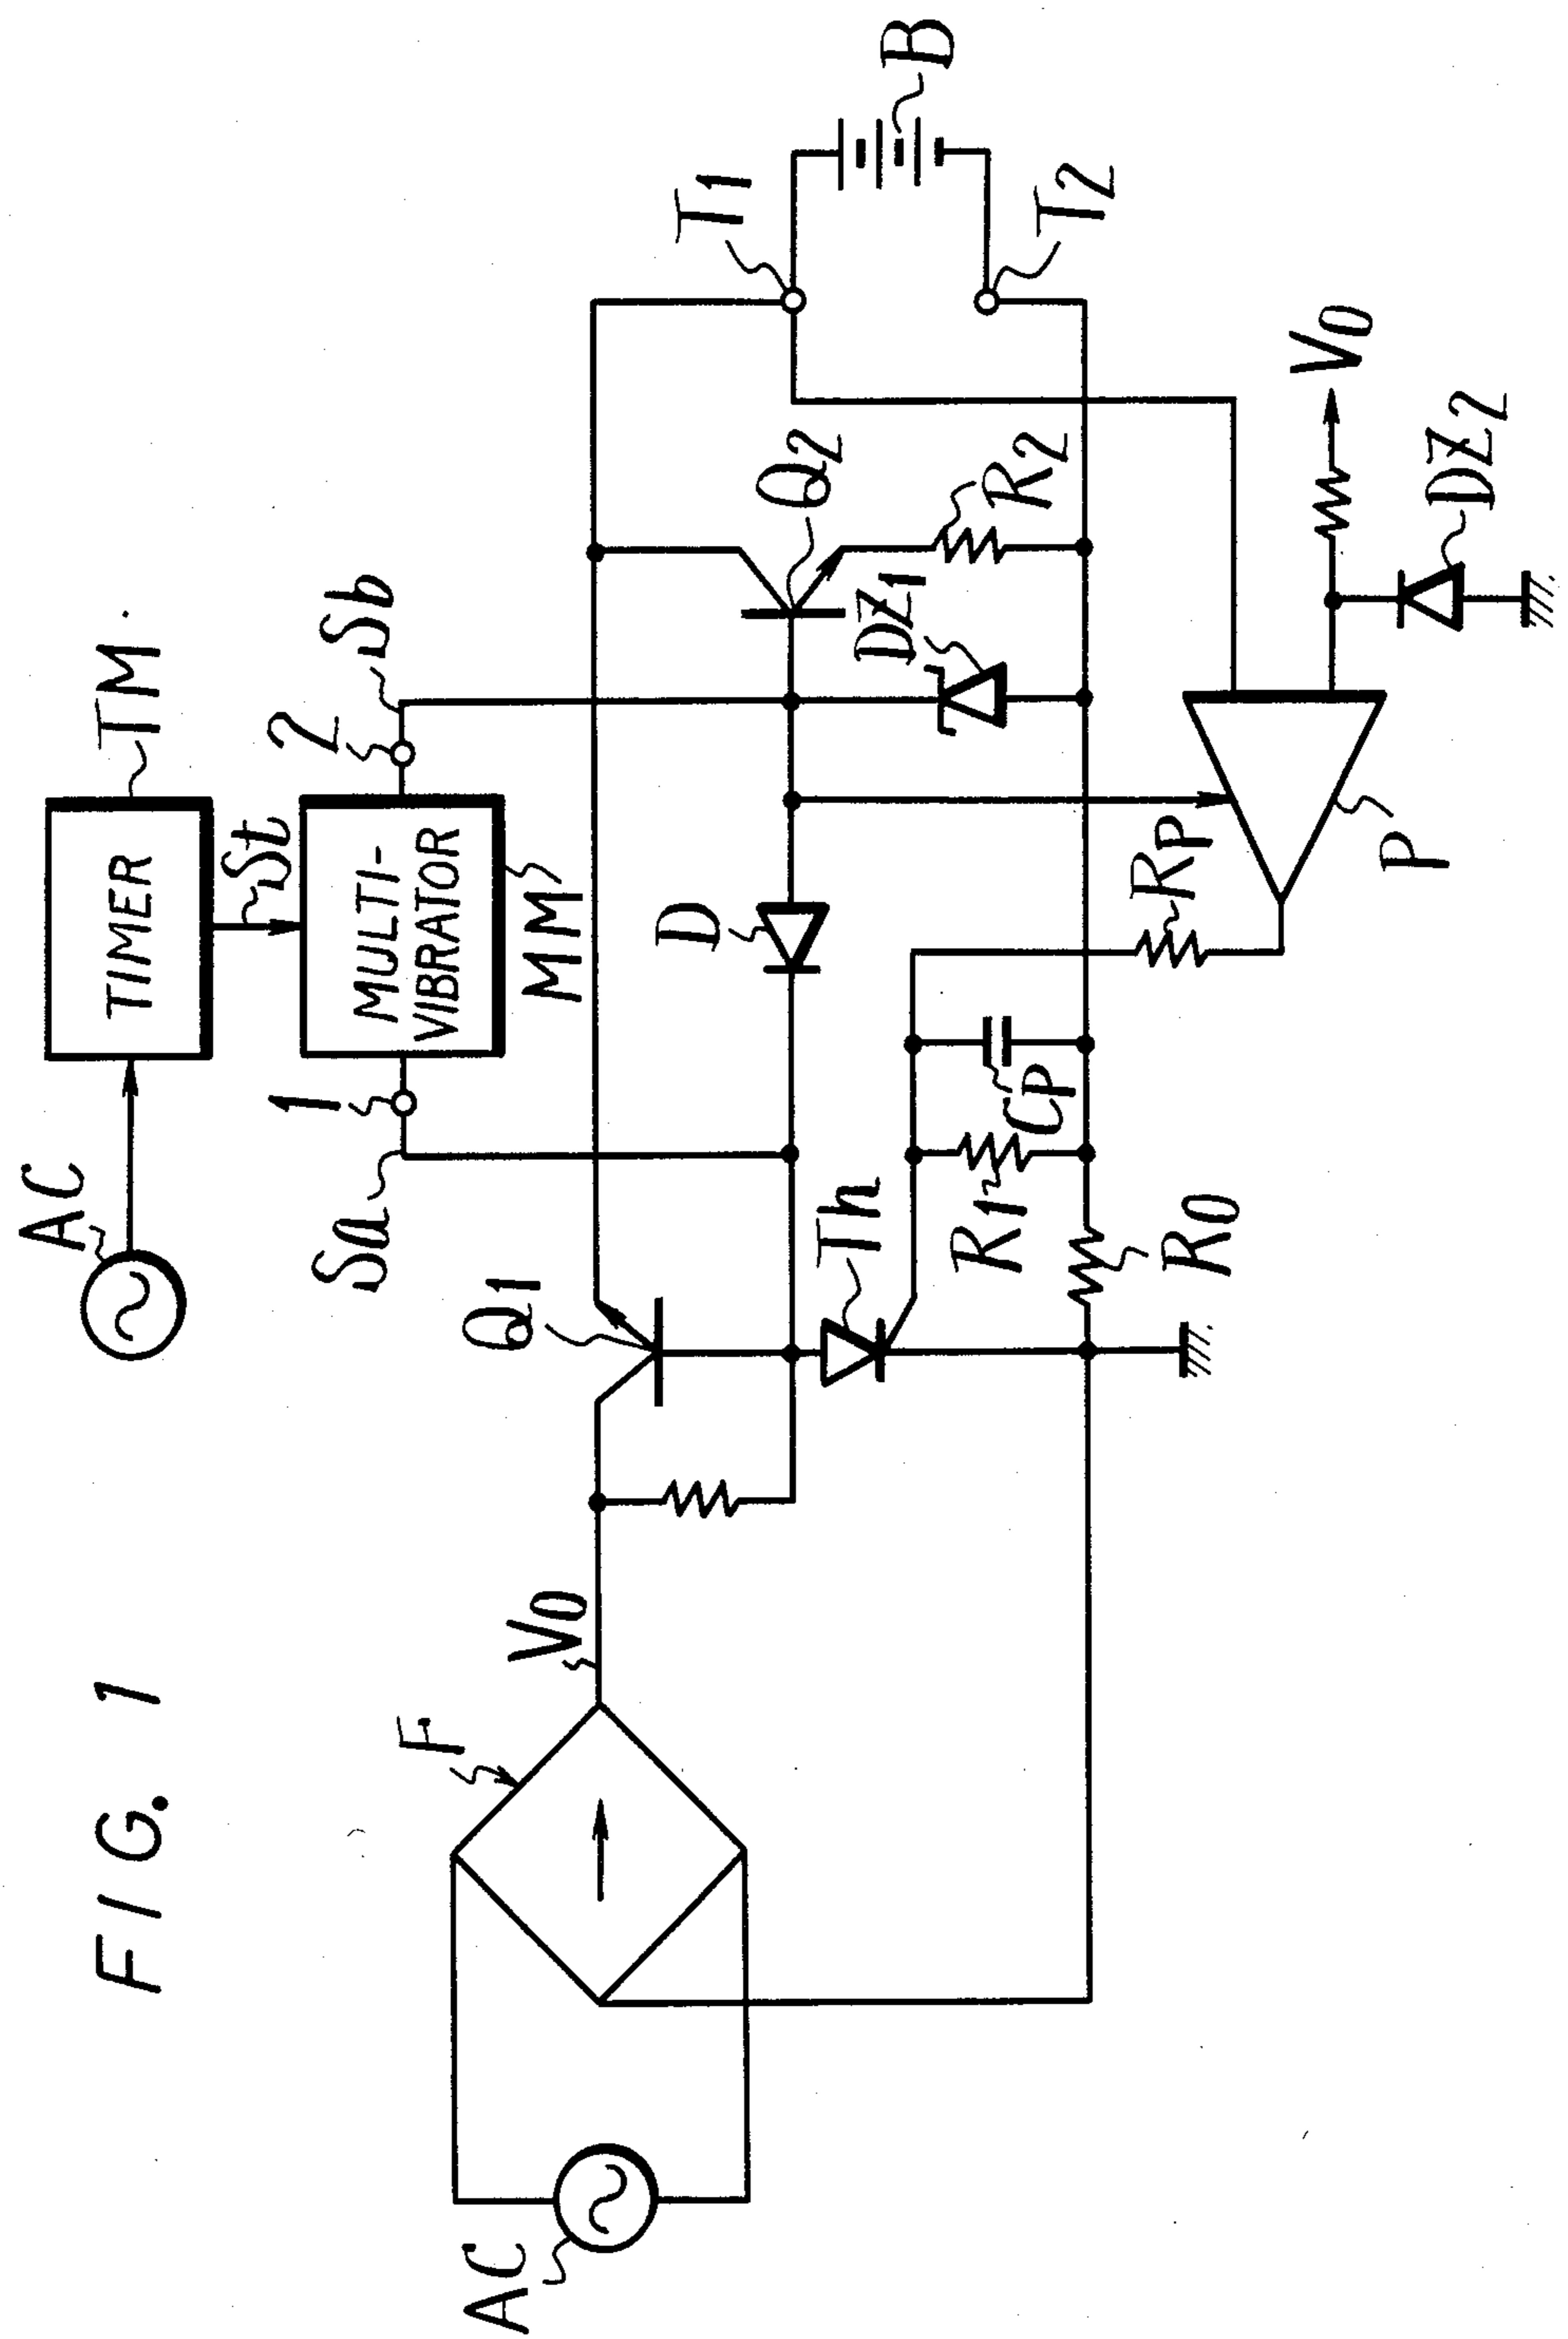 FIG. 1
AC
TIMER
TM
St
MULTI-
VIBRATOR
MM
1
2
Sa
Sb
AC
F
V0
Q1
D
Q2
T1
B
Th
DZ1
R2
T2
R1
CP
R0
RP
P
V0
DZ2